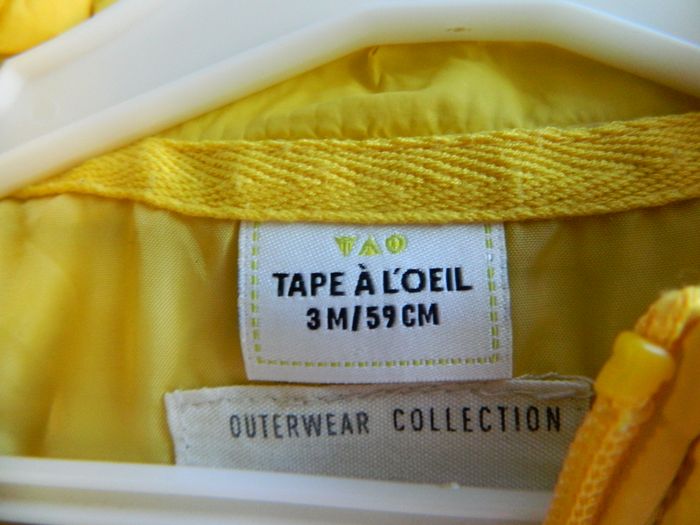 TAO
TAPE À L'OEIL
3 M/59 CM
OUTERWEAR COLLECTION